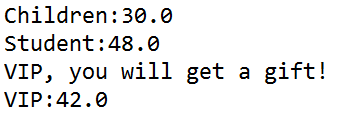 Children:30.0
Student:48.0
VIP, you will get a gift!
VIP:42.0